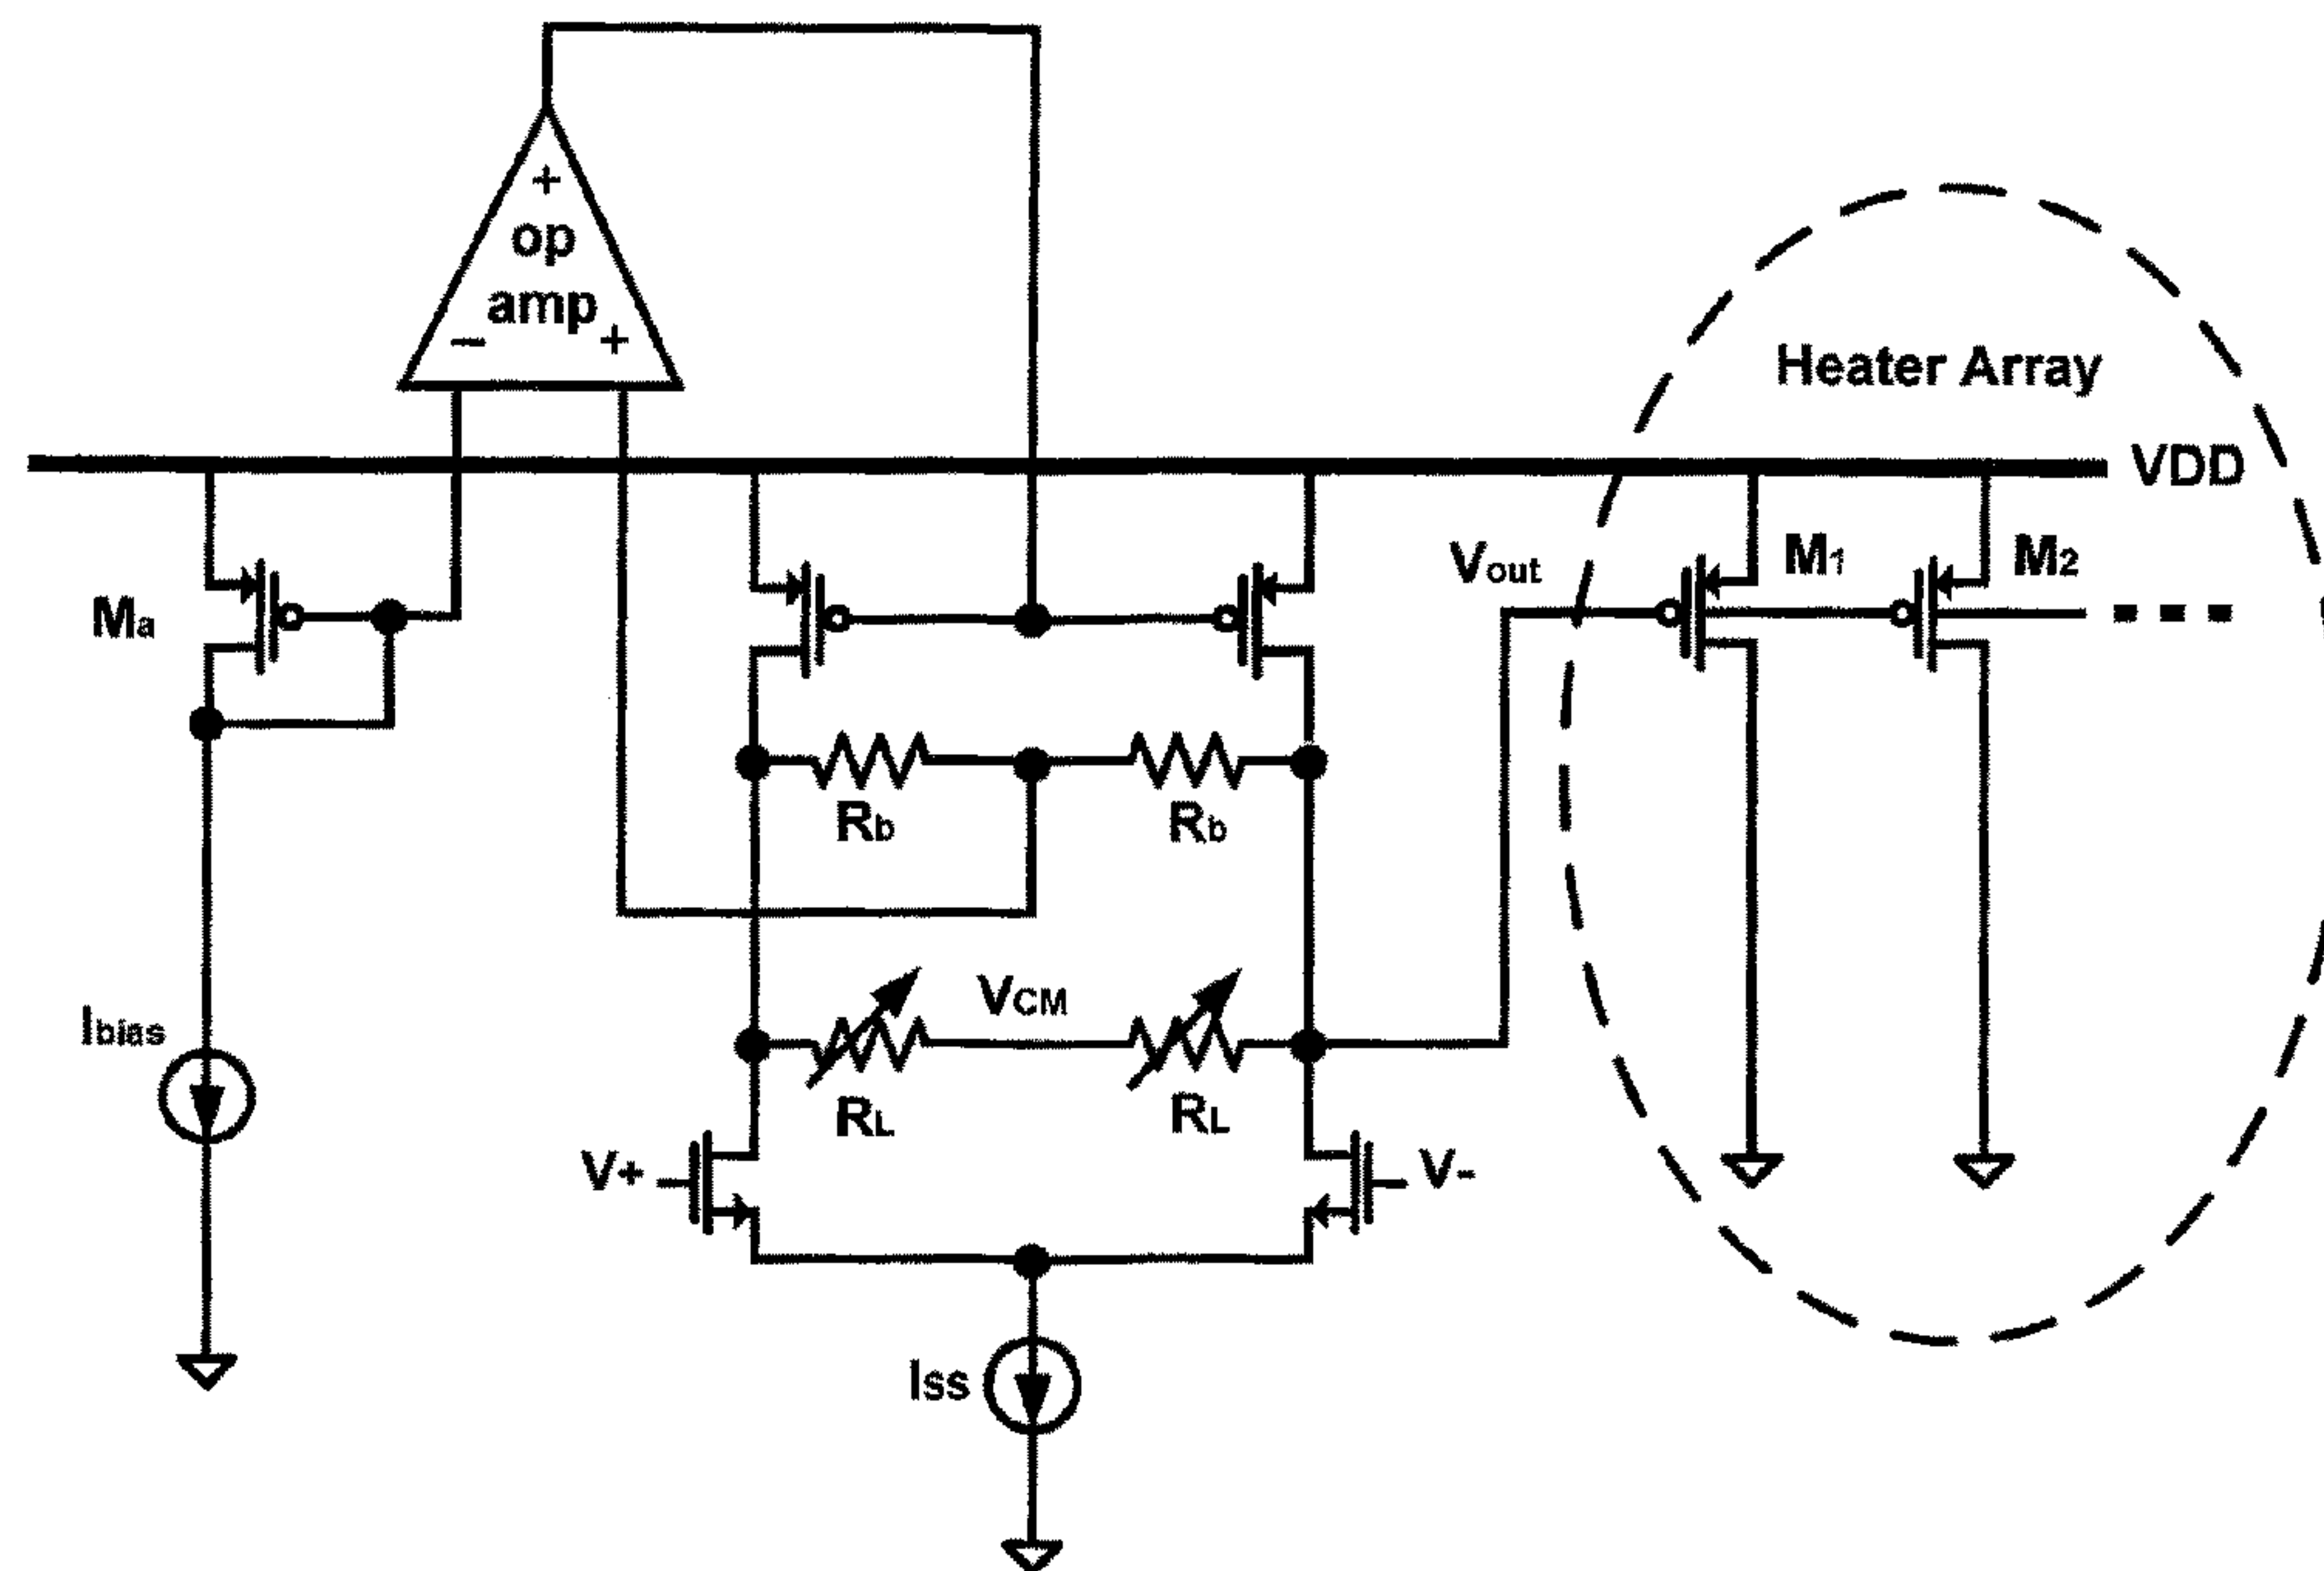 +
op
amp
− +
Heater Array
VDD
Vout
M1
M2
Ma
Rb
Rb
VCM
Ibias
RL
RL
V+
V-
Iss